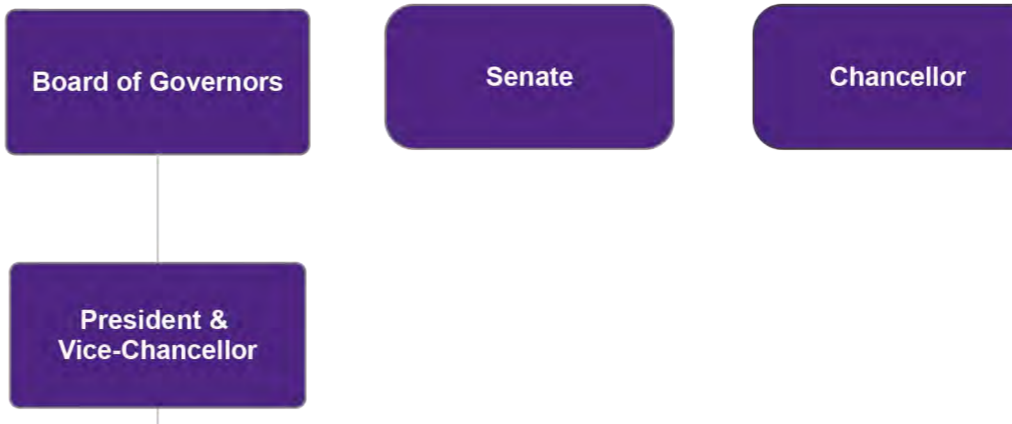 Board of Governors
Senate
Chancellor
President &
Vice-Chancellor